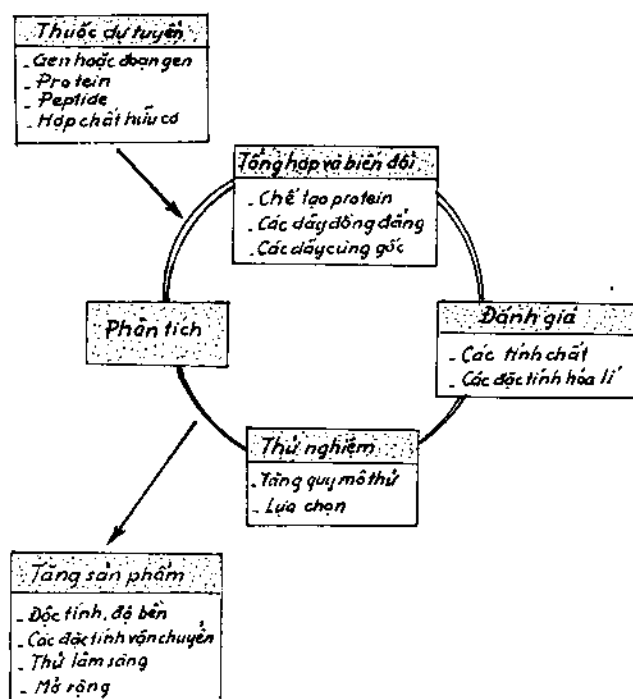 Thuốc dự tuyển
- Gen hoặc đoạn gen
- Protein
- Peptide
- Hợp chất hữu cơ
Tổng hợp và biến đổi
- Chế tạo protein
- Các dãy đồng đẳng
- Các dãy cùng gốc
Phân tích
Đánh giá
- Các tính chất
- Các đặc tính hóa lí
Thử nghiệm
- Tăng quy mô thử
- Lựa chọn
Tăng sản phẩm
- Độc tính, độ bền
- Các đặc tính vận chuyển
- Thử lâm sàng
- Mở rộng